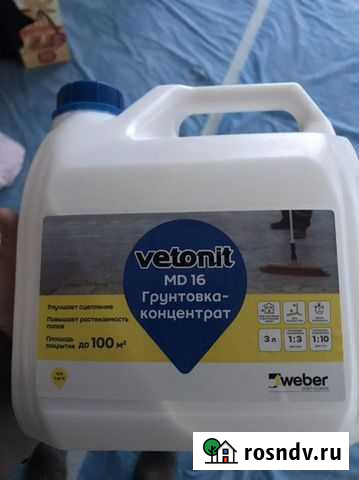 vetonit
MD 16
Грунтовка-
концентрат
Улучшает сцепление
Повышает растекаемость
пола
Площадь
покрытия до 100 м²
3 л
1:3
1:10
weber
rosndv.ru